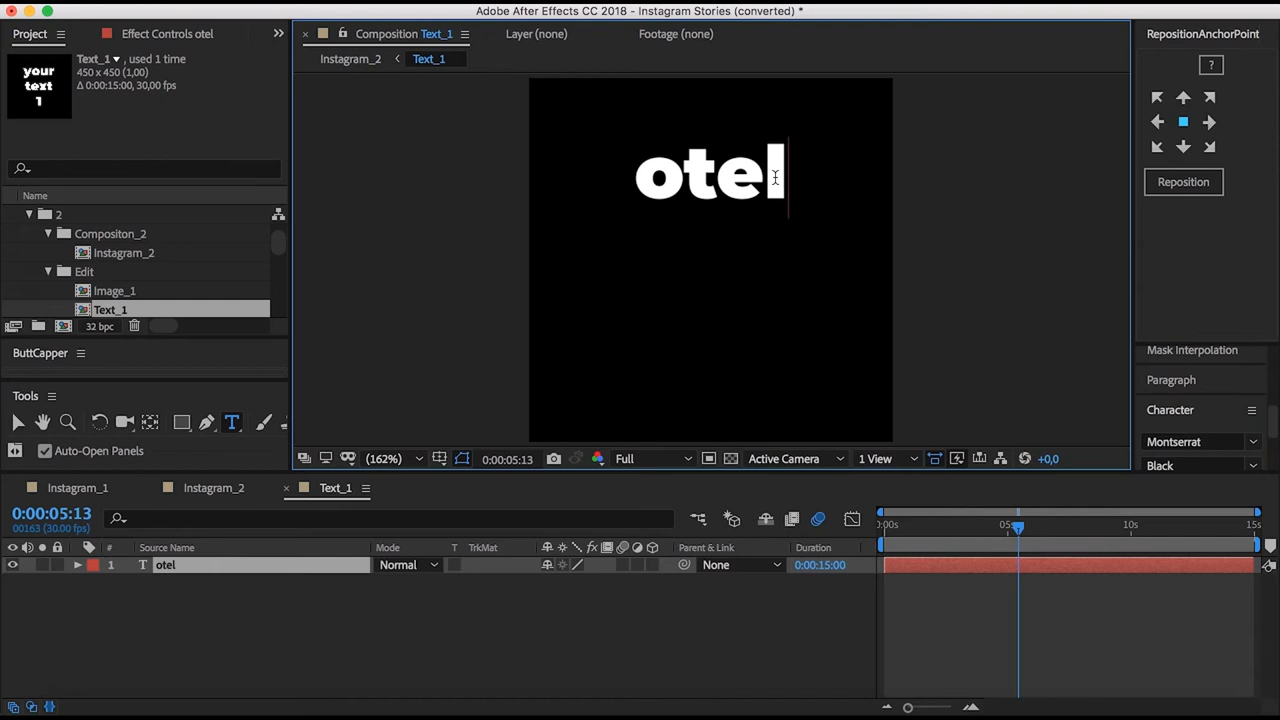 Adobe After Effects CC 2018 - Instagram Stories (converted) *
Project
Effect Controls otel
Composition Text_1
Layer (none)
Footage (none)
RepositionAnchorPoint
Instagram_2
Text_1
Text_1 , used 1 time
450 x 450 (1,00)
Δ 0:00:15:00, 30,00 fps
your
text
1
?
Reposition
otel
Name
2
Compositon_2
Instagram_2
Edit
Image_1
Text_1
32 bpc
ButtCapper
Tools
Auto-Open Panels
Mask Interpolation
Paragraph
Character
Montserrat
Black
(162%)
0:00:05:13
Full
Active Camera
1 View
+0,0
Instagram_1
Instagram_2
Text_1
0:00:05:13
00163 (30.00 fps)
:00s
05s
10s
15s
#
Source Name
Mode
T
TrkMat
Parent & Link
Duration
1
T
otel
Normal
None
0:00:15:00